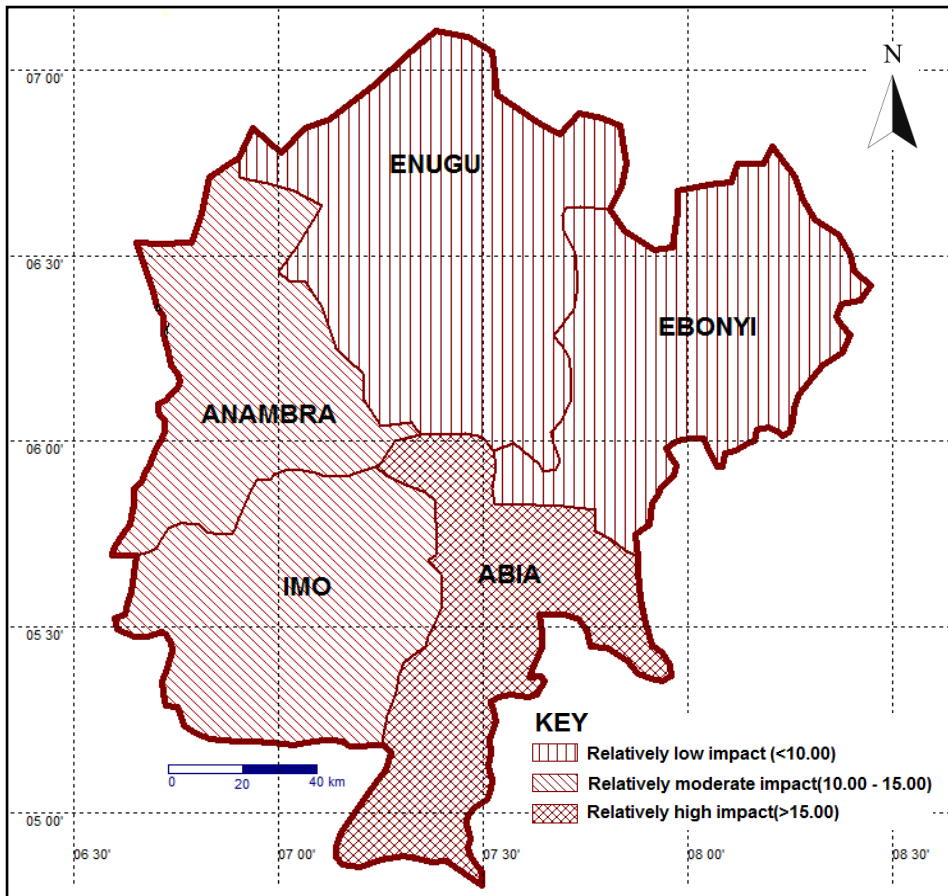 N
07 00'
ENUGU
06 30'
EBONYI
ANAMBRA
06 00'
IMO
ABIA
05 30'
KEY
Relatively low impact (<10.00)
0 20 40 km
Relatively moderate impact(10.00 - 15.00)
Relatively high impact(>15.00)
05 00'
06 30' 07 00' 07 30' 08 00' 08 30'